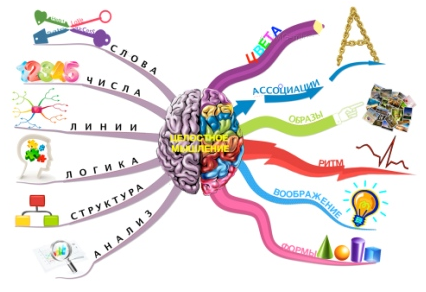 СЛОВА
ЧИСЛА
ЛИНИИ
ЛОГИКА
СТРУКТУРА
АНАЛИЗ
ЦЕЛОСТНОЕ
МЫШЛЕНИЕ
ЦВЕТА
АССОЦИАЦИИ
ОБРАЗЫ
РИТМ
ВООБРАЖЕНИЕ
ФОРМЫ